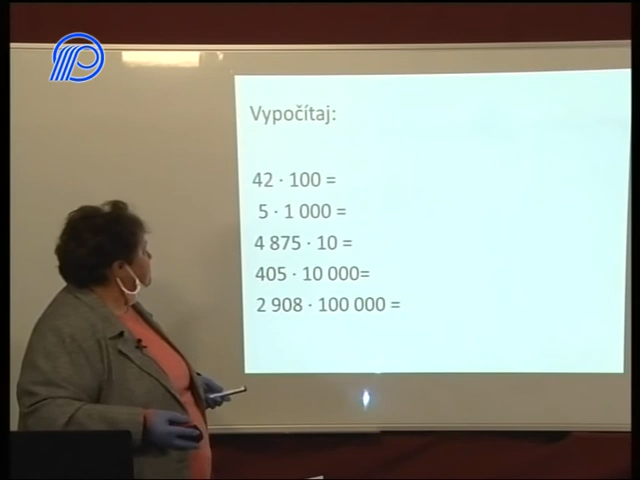 Vypočítaj:
42 · 100 =
5 · 1 000 =
4 875 · 10 =
405 · 10 000=
2 908 · 100 000 =